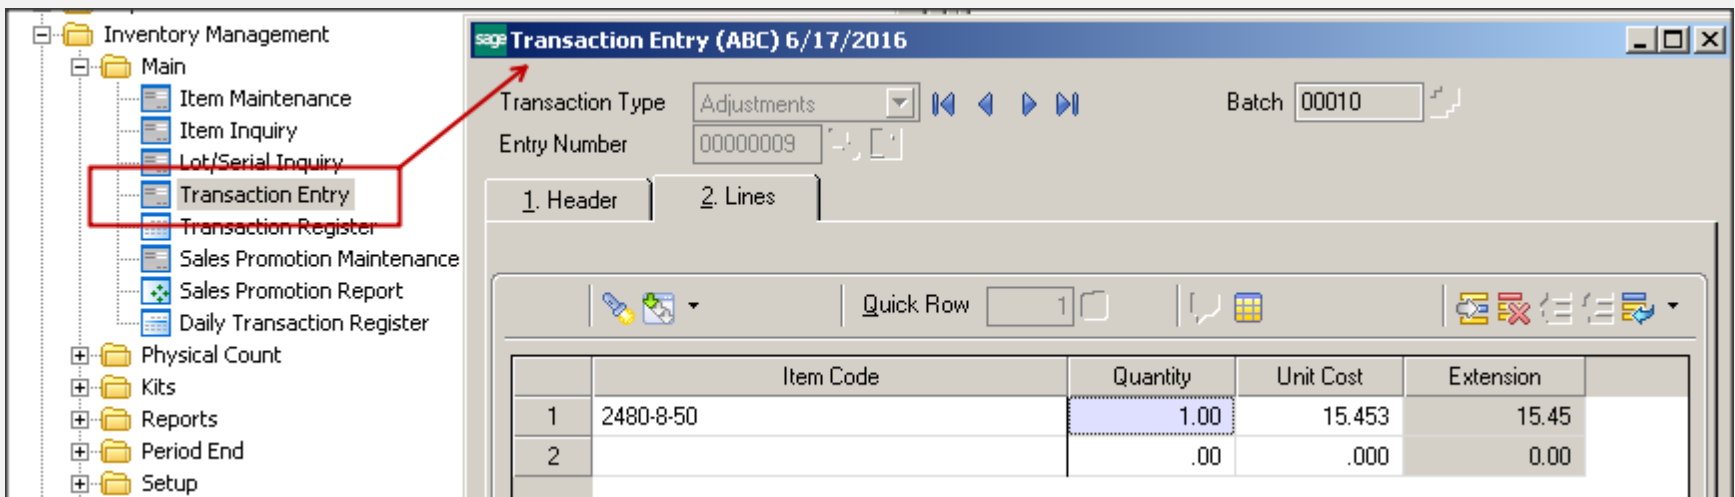 Inventory Management
Main
Item Maintenance
Item Inquiry
Lot/Serial Inquiry
Transaction Entry
Transaction Register
Sales Promotion Maintenance
Sales Promotion Report
Daily Transaction Register
Physical Count
Kits
Reports
Period End
Setup
sage Transaction Entry (ABC) 6/17/2016
Transaction Type Adjustments Batch 00010
Entry Number 00000009
1. Header 2. Lines
Quick Row 1
Item Code Quantity Unit Cost Extension
1 2480-8-50 1.00 15.453 15.45
2 .00 .000 0.00